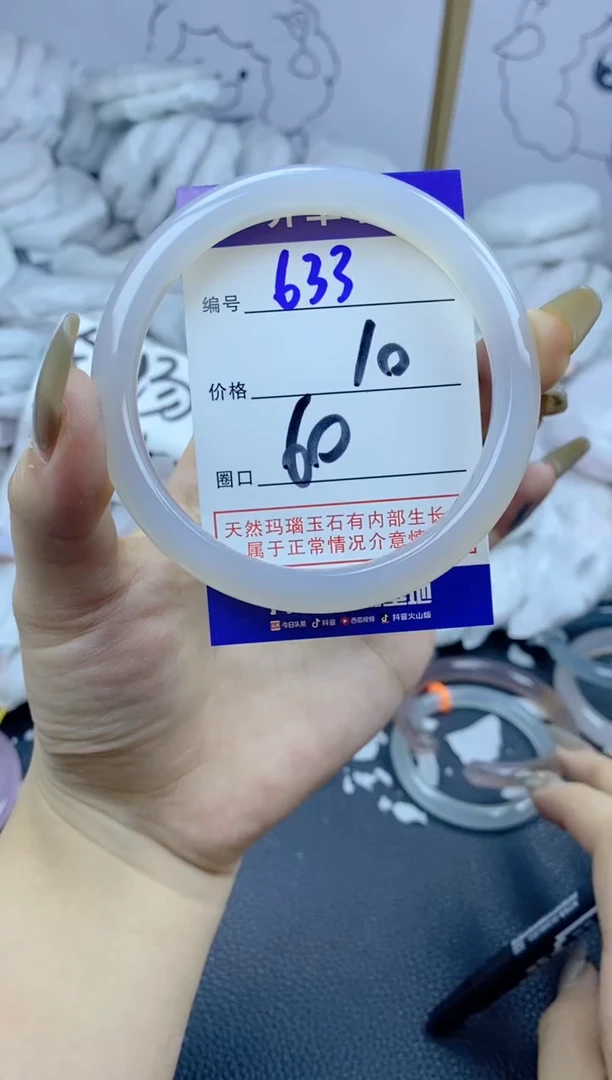 编号 633
价格 10
圈口 60
天然玛瑙玉石有内部生长
属于正常情况介意慎
今日头条 抖音 西瓜视频 抖音火山版